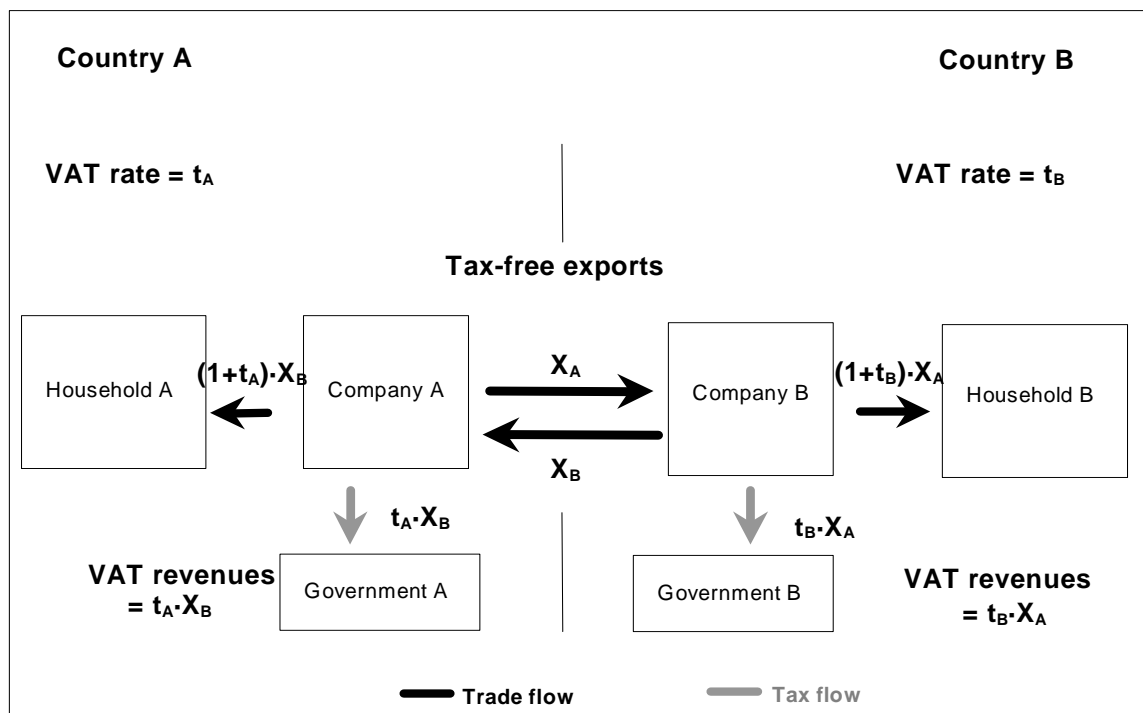 Country A
Country B
VAT rate = tA
VAT rate = tB
Tax-free exports
Household A
(1+tA)·XB
Company A
XA
XB
Company B
(1+tB)·XA
Household B
tA·XB
tB·XA
VAT revenues
= tA·XB
Government A
Government B
VAT revenues
= tB·XA
Trade flow
Tax flow